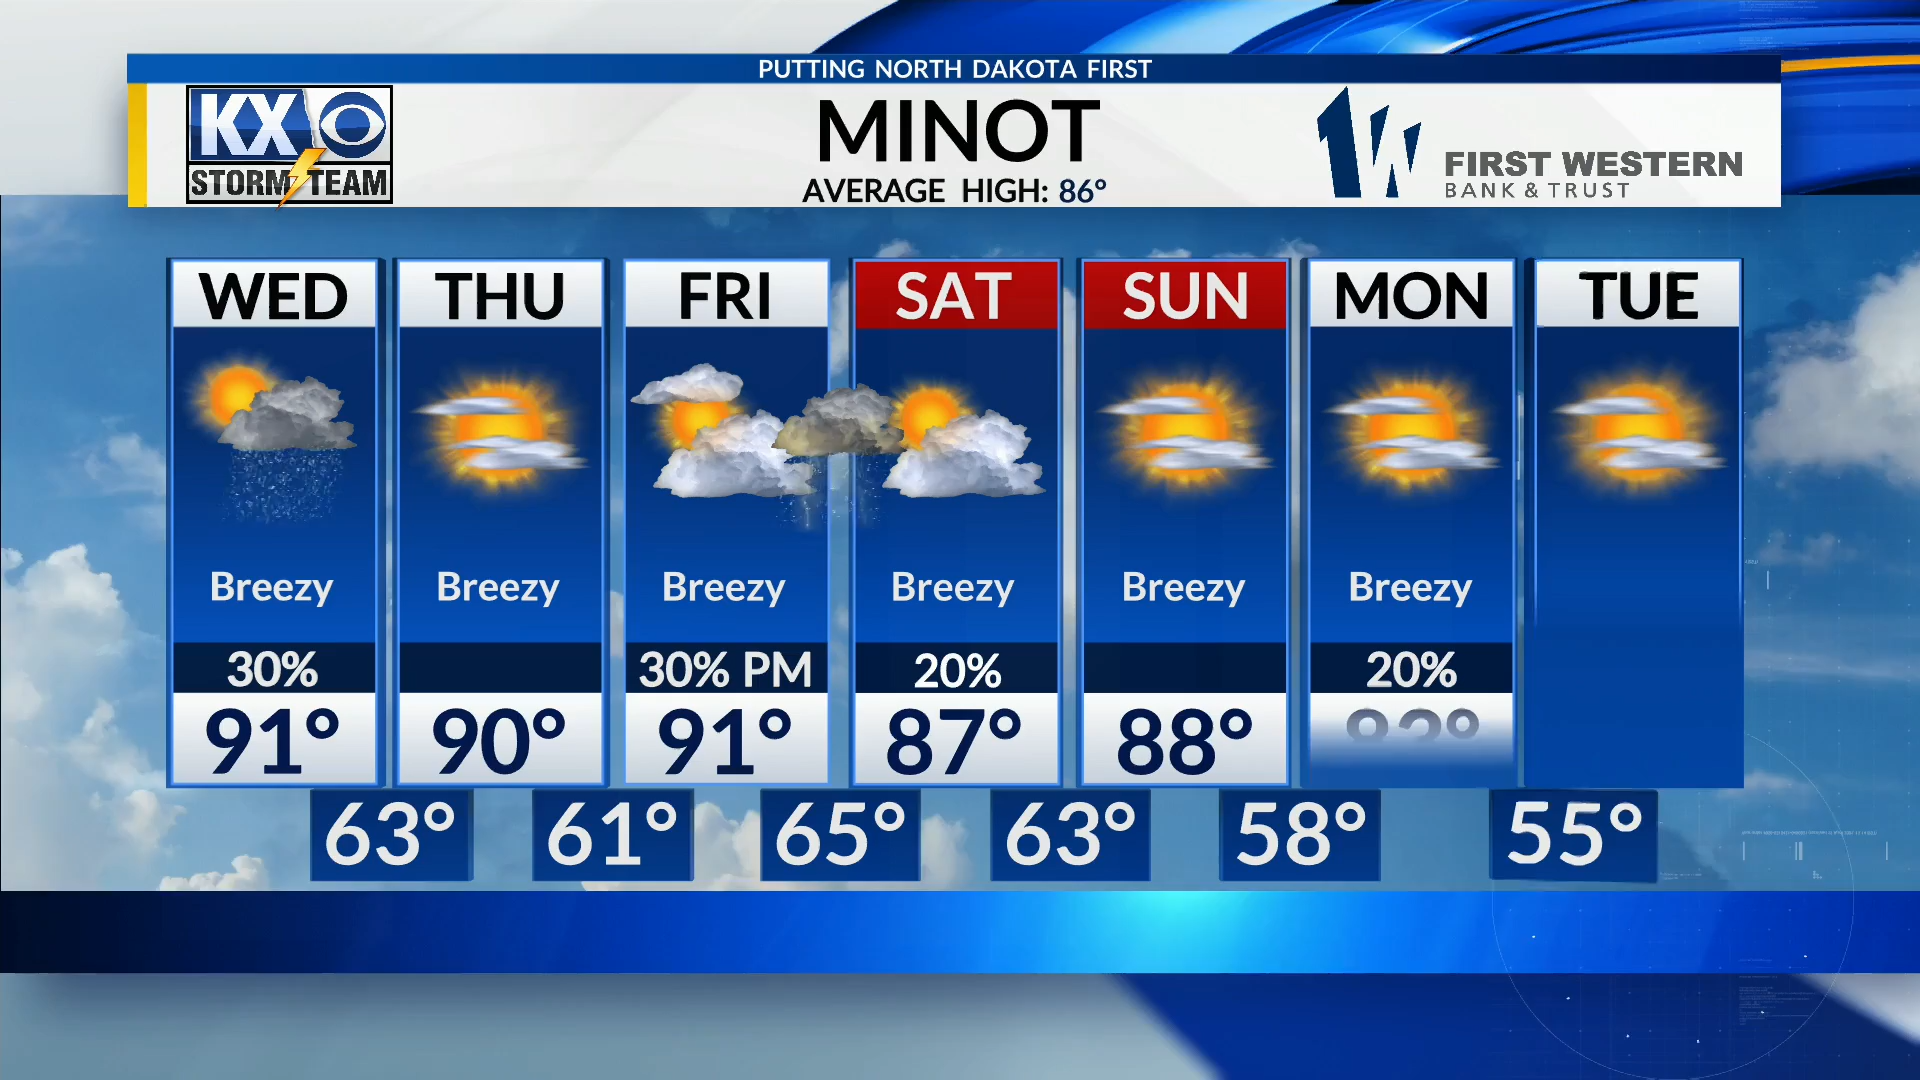 PUTTING NORTH DAKOTA FIRST
KX
STORM TEAM
MINOT
AVERAGE HIGH: 86°
FIRST WESTERN
BANK & TRUST
WED THU FRI SAT SUN MON TUE
Breezy Breezy Breezy Breezy Breezy Breezy
30% 30% PM 20% 20%
91° 90° 91° 87° 88°
63° 61° 65° 63° 58° 55°